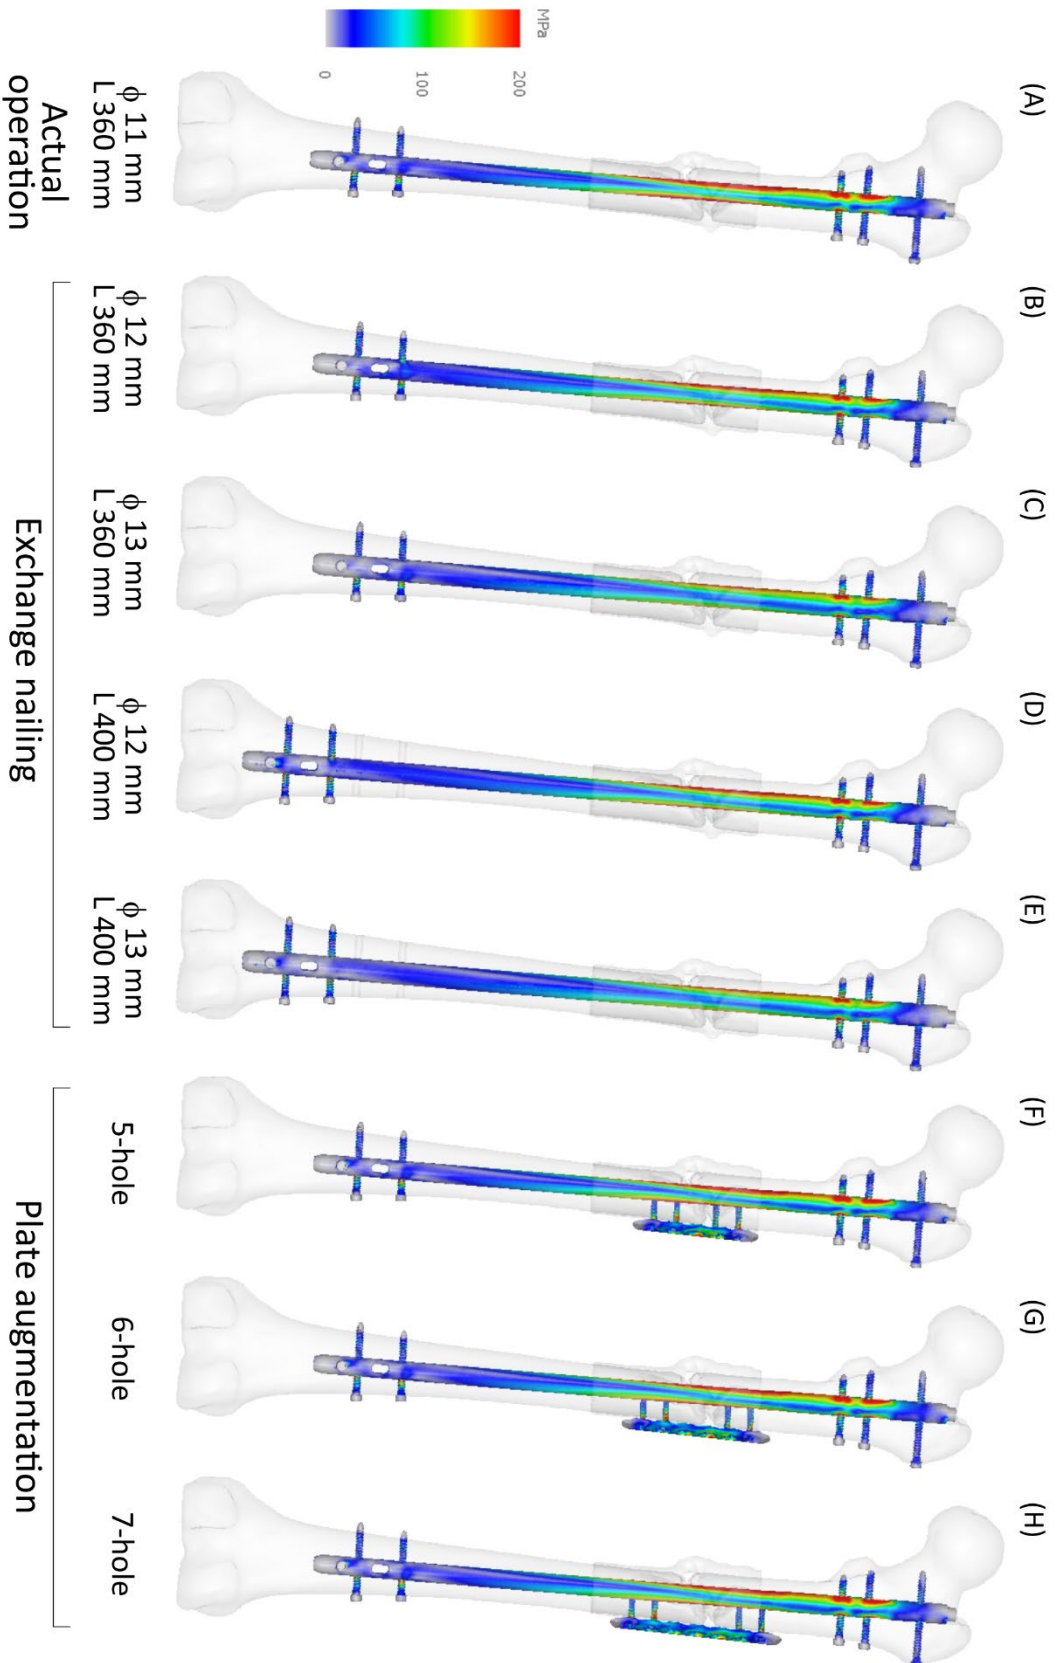 (A)
(B)
(C)
(D)
(E)
(F)
(G)
(H)
MPa
200
100
0
ϕ 11 mm
L 360 mm
ϕ 12 mm
L 360 mm
ϕ 13 mm
L 360 mm
ϕ 12 mm
L 400 mm
ϕ 13 mm
L 400 mm
5-hole
6-hole
7-hole
Actual
operation
Exchange nailing
Plate augmentation